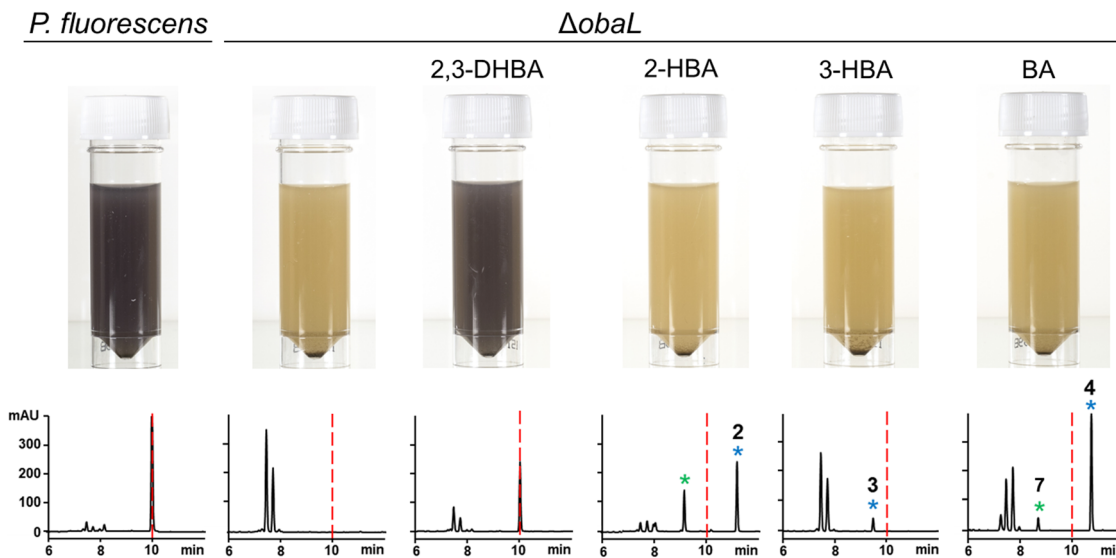 P. fluorescens ΔobaL
2,3-DHBA 2-HBA 3-HBA BA
mAU
300
200
100
0
2 * 3 * 7 * 4 *
6 8 10 min 6 8 10 min 6 8 10 min 6 8 10 min 6 8 10 min 6 8 10 min